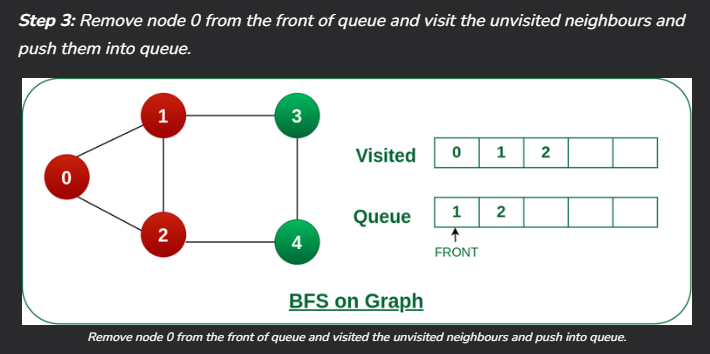 Step 3: Remove node 0 from the front of queue and visit the unvisited neighbours and
push them into queue.
1
3
0
2
4
Visited 0 1 2
Queue 1 2
FRONT
BFS on Graph
Remove node 0 from the front of queue and visited the unvisited neighbours and push into queue.